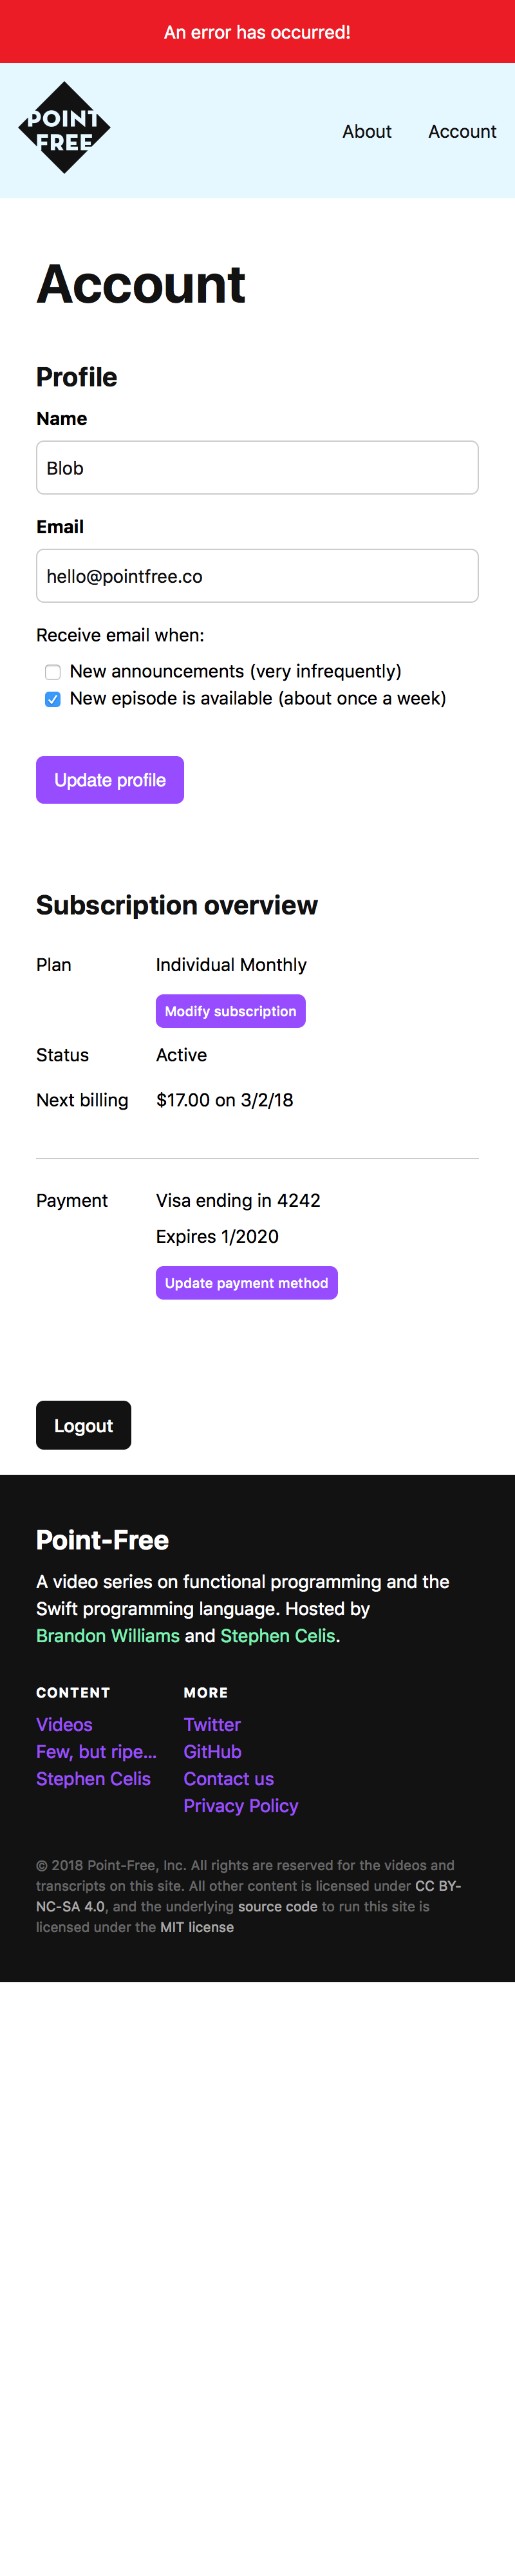 An error has occurred!
POINT
FREE
About
Account
Account
Profile
Name
Blob
Email
hello@pointfree.co
Receive email when:
New announcements (very infrequently)
New episode is available (about once a week)
Update profile
Subscription overview
Plan
Individual Monthly
Modify subscription
Status
Active
Next billing
$17.00 on 3/2/18
Payment
Visa ending in 4242
Expires 1/2020
Update payment method
Logout
Point-Free
A video series on functional programming and the
Swift programming language. Hosted by
Brandon Williams and Stephen Celis.
CONTENT
Videos
Few, but ripe...
Stephen Celis
MORE
Twitter
GitHub
Contact us
Privacy Policy
© 2018 Point-Free, Inc. All rights are reserved for the videos and
transcripts on this site. All other content is licensed under CC BY-
NC-SA 4.0, and the underlying source code to run this site is
licensed under the MIT license